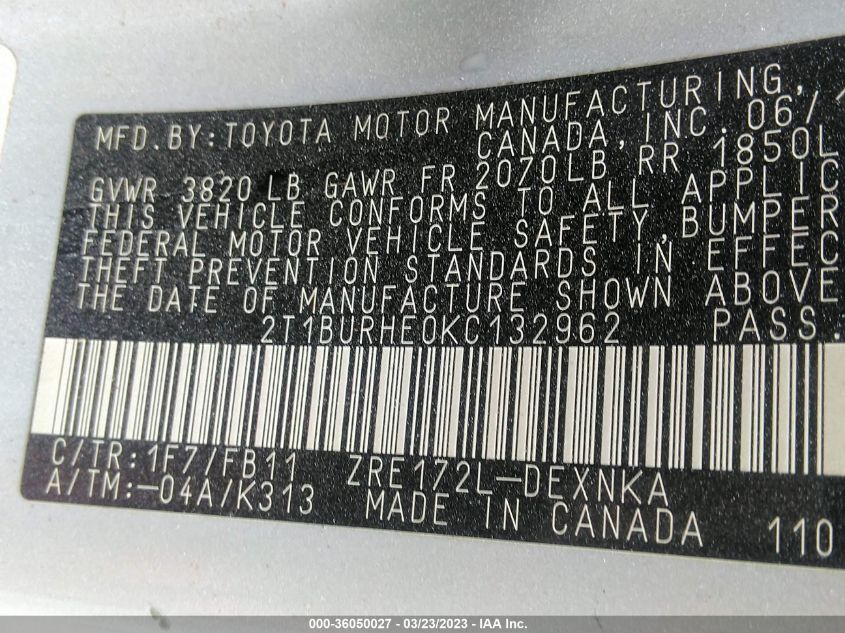 MFD.BY:TOYOTA MOTOR MANUFACTURING,
CANADA, INC. 06/1
GVWR 3820 LB GAWR FR 2070LB RR 1850L
THIS VEHICLE CONFORMS TO ALL APPLIC
FEDERAL MOTOR VEHICLE SAFETY,BUMPER
THEFT PREVENTION STANDARDS IN EFFEC
THE DATE OF MANUFACTURE SHOWN ABOVE
2T1BURHE0KC132962 PASS.
C/TR:1F7/FB11 ZRE172L-DEXNKA
A/TM:-04A/K313 MADE IN CANADA 110
000-36050027 - 03/23/2023 - IAA Inc.